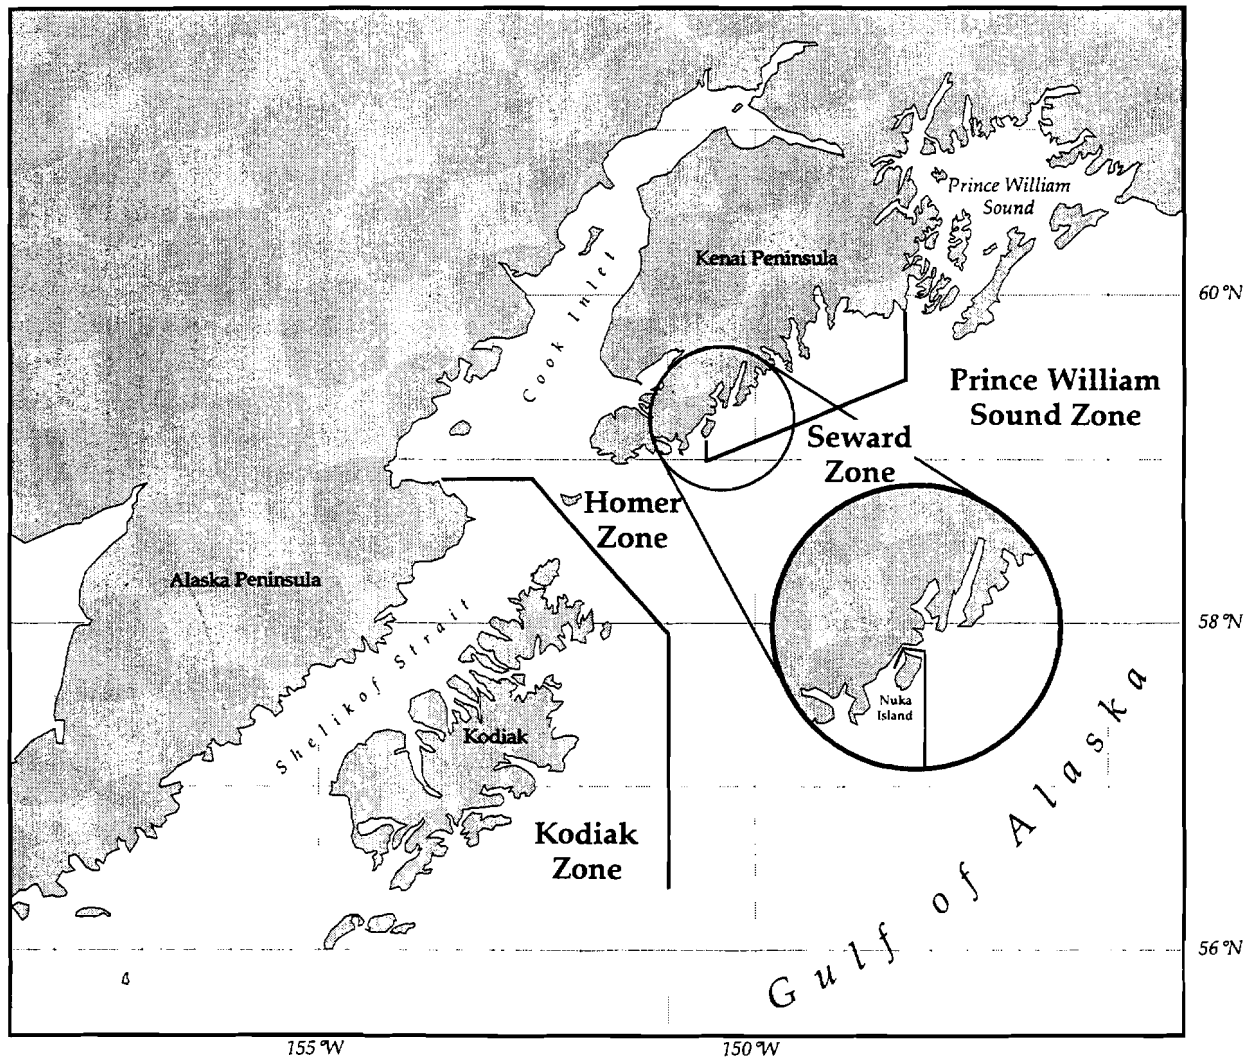 Prince William
Sound
Kenai Peninsula
Cook Inlet
60°N
Prince William
Sound Zone
Seward
Zone
Homer
Zone
Alaska Peninsula
Shelikof Strait
58°N
Nuka
Island
Kodiak
Kodiak
Zone
Gulf of Alaska
56°N
155°W
150°W